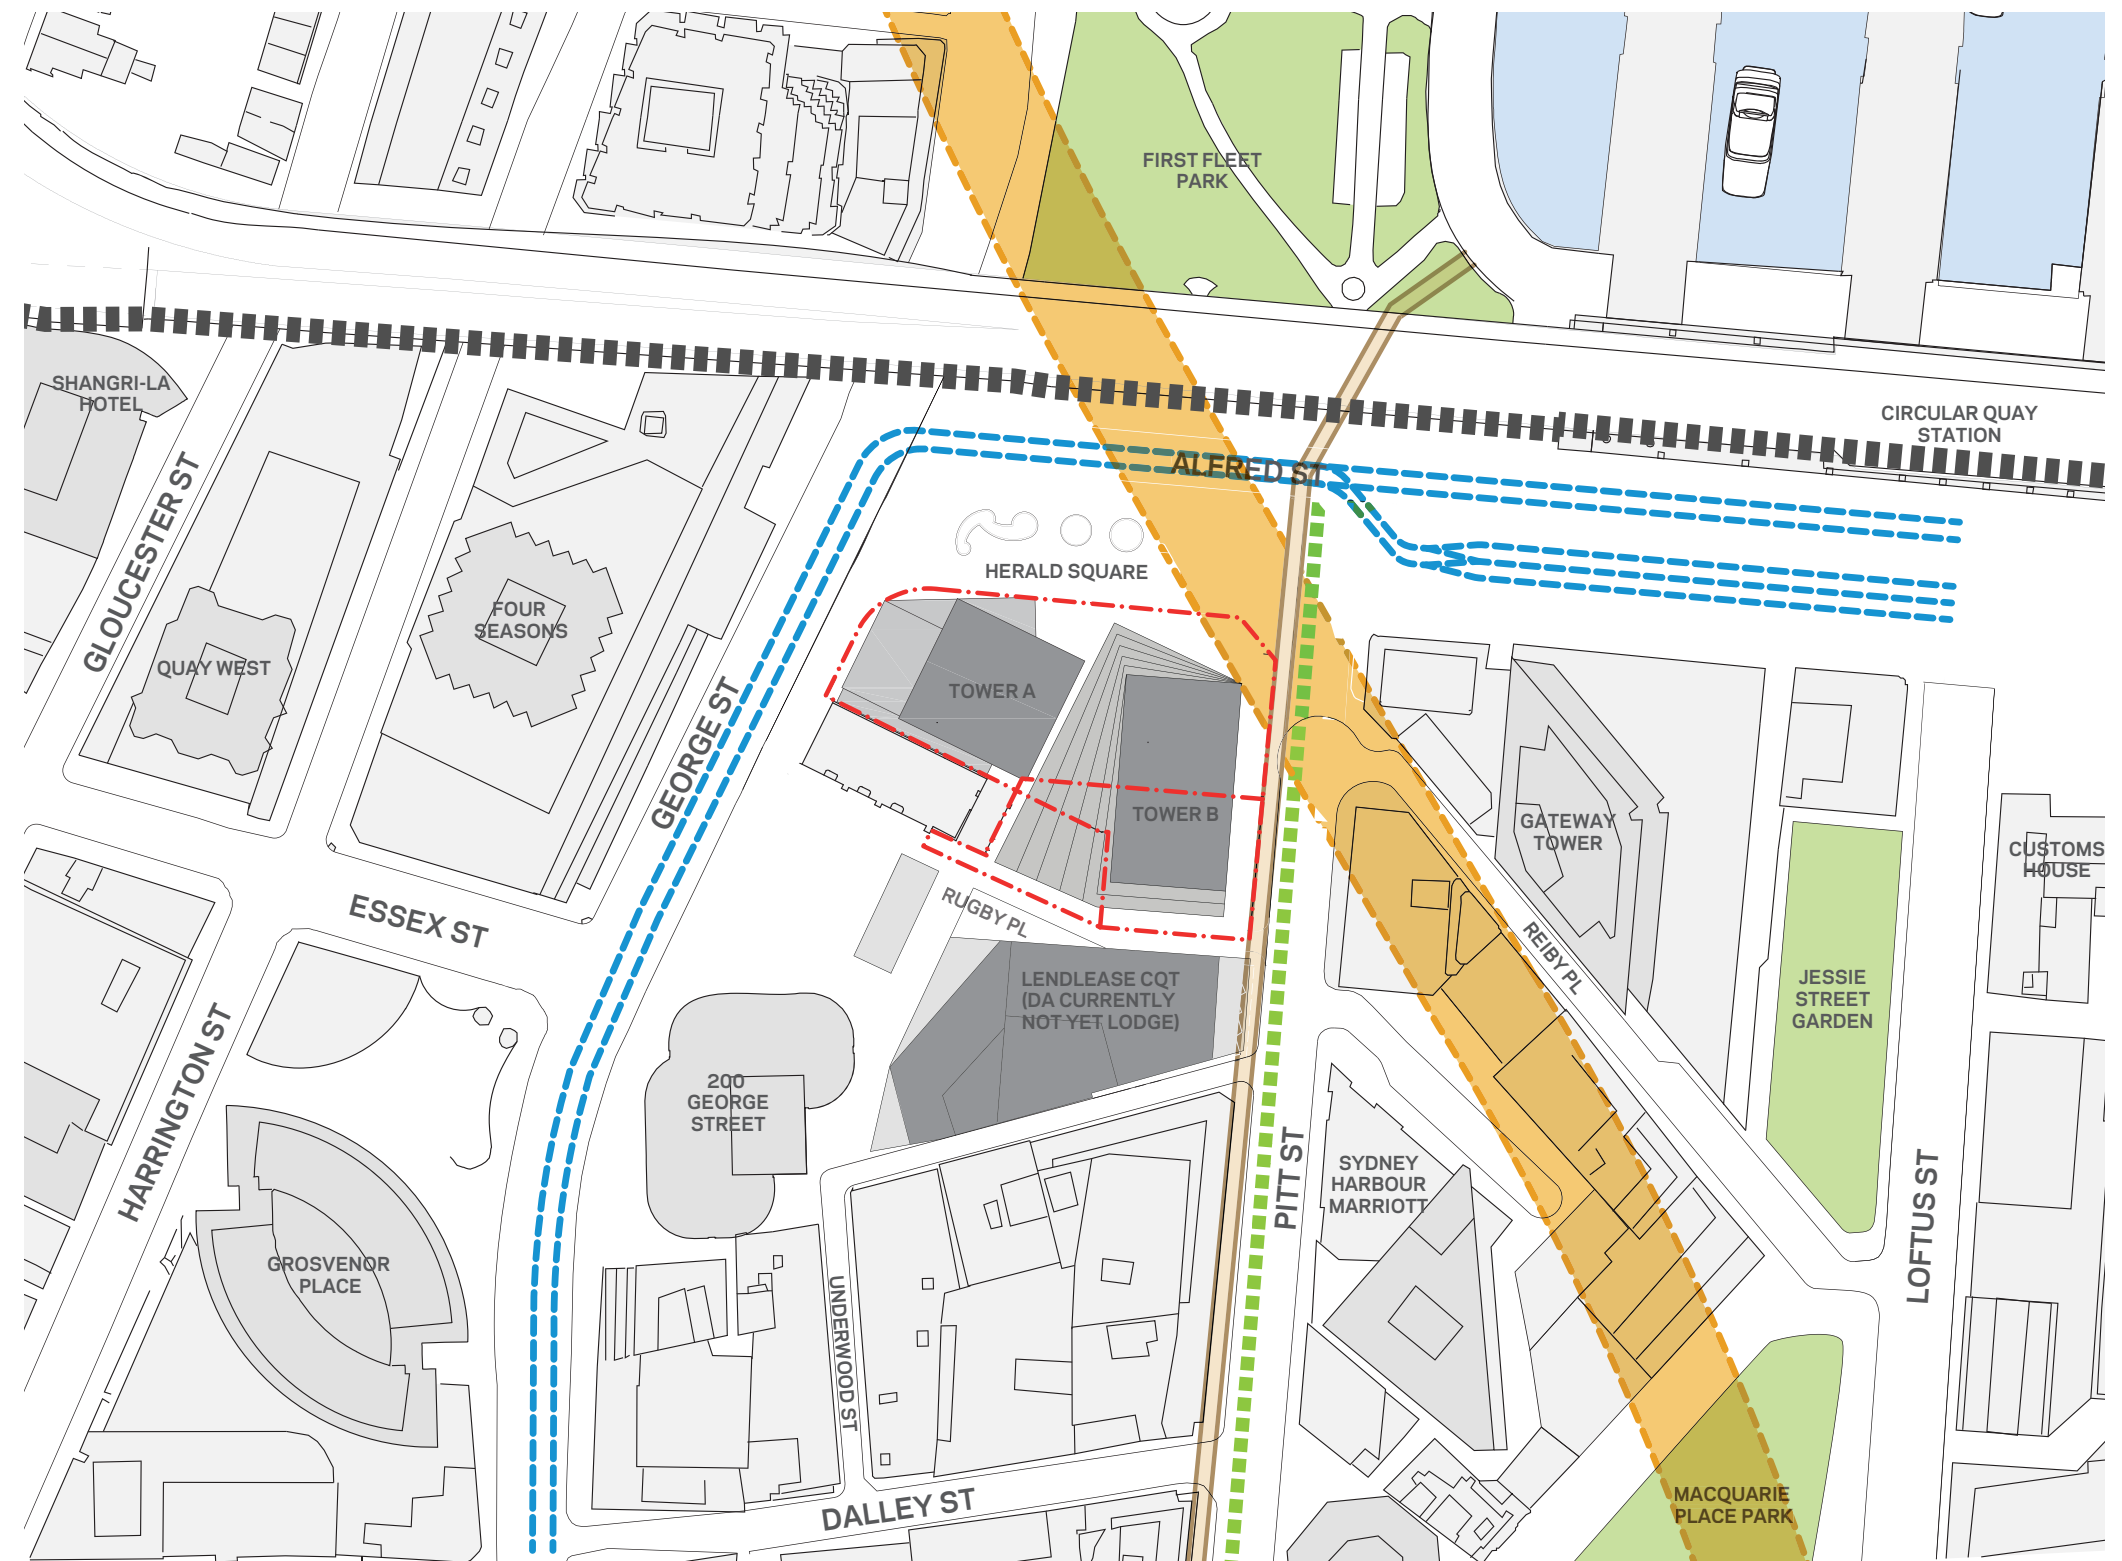 FIRST FLEET
PARK
SHANGRI-LA
HOTEL
CIRCULAR QUAY
STATION
ALFRED ST
GLOUCESTER ST
HERALD SQUARE
FOUR
SEASONS
QUAY WEST
TOWER A
GEORGE ST
TOWER B
GATEWAY
TOWER
CUSTOMS
HOUSE
ESSEX ST
RUGBY PL
REIBY PL
LENDLEASE CQT
(DA CURRENTLY
NOT YET LODGE)
JESSIE
STREET
GARDEN
HARRINGTON ST
200
GEORGE
STREET
PITT ST
SYDNEY
HARBOUR
MARRIOTT
LOFTUS ST
GROSVENOR
PLACE
UNDERWOOD ST
DALLEY ST
MACQUARIE
PLACE PARK